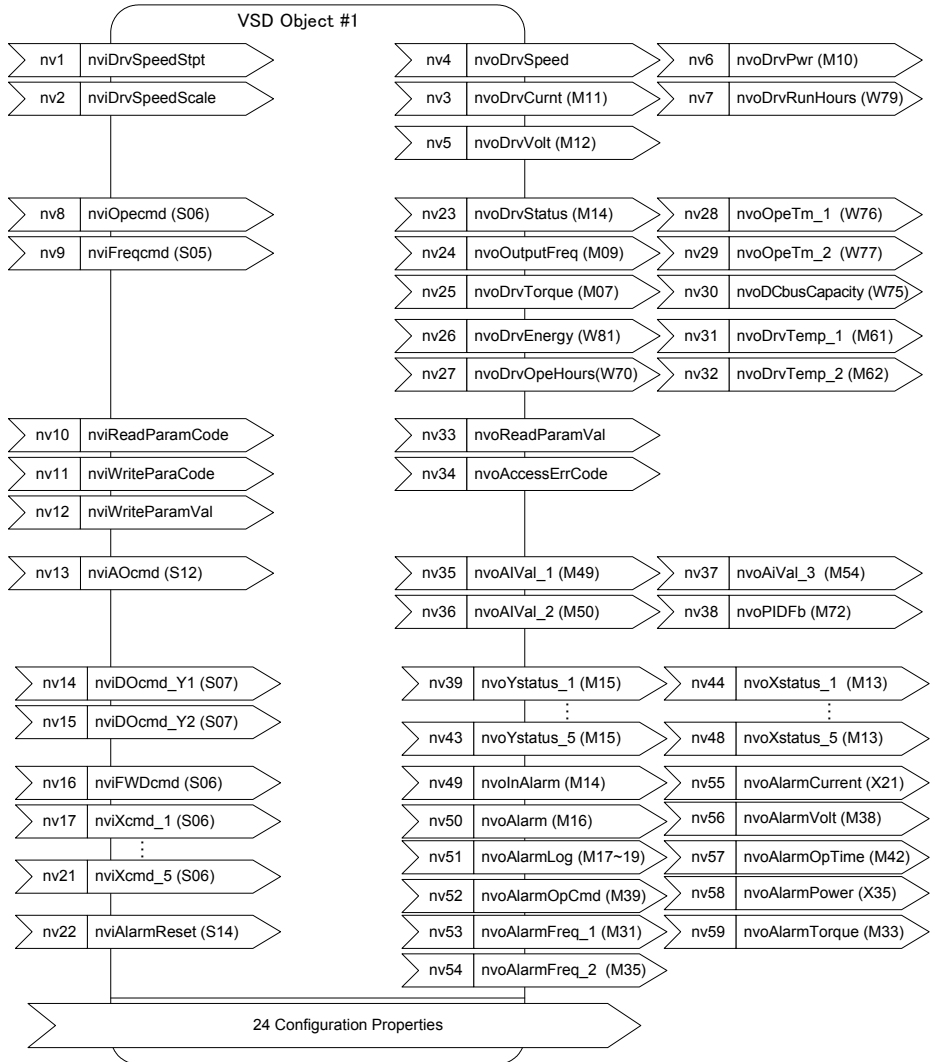 VSD Object #1
nv1 nviDrvSpeedStpt nv4 nvoDrvSpeed nv6 nvoDrvPwr (M10)
nv2 nviDrvSpeedScale nv3 nvoDrvCurnt (M11) nv7 nvoDrvRunHours (W79)
nv5 nvoDrvVolt (M12)
nv8 nviOpecmd (S06) nv23 nvoDrvStatus (M14) nv28 nvoOpeTm_1 (W76)
nv9 nviFreqcmd (S05) nv24 nvoOutputFreq (M09) nv29 nvoOpeTm_2 (W77)
nv25 nvoDrvTorque (M07) nv30 nvoDCbusCapacity (W75)
nv26 nvoDrvEnergy (W81) nv31 nvoDrvTemp_1 (M61)
nv27 nvoDrvOpeHours(W70) nv32 nvoDrvTemp_2 (M62)
nv10 nviReadParamCode nv33 nvoReadParamVal
nv11 nviWriteParaCode nv34 nvoAccessErrCode
nv12 nviWriteParamVal
nv13 nviAOcmd (S12) nv35 nvoAIVal_1 (M49) nv37 nvoAiVal_3 (M54)
nv36 nvoAIVal_2 (M50) nv38 nvoPIDFb (M72)
nv14 nviDOcmd_Y1 (S07) nv39 nvoYstatus_1 (M15) nv44 nvoXstatus_1 (M13)
nv15 nviDOcmd_Y2 (S07)
nv43 nvoYstatus_5 (M15) nv48 nvoXstatus_5 (M13)
nv16 nviFWDcmd (S06) nv49 nvoInAlarm (M14) nv55 nvoAlarmCurrent (X21)
nv17 nviXcmd_1 (S06) nv50 nvoAlarm (M16) nv56 nvoAlarmVolt (M38)
nv51 nvoAlarmLog (M17~19) nv57 nvoAlarmOpTime (M42)
nv21 nviXcmd_5 (S06) nv52 nvoAlarmOpCmd (M39) nv58 nvoAlarmPower (X35)
nv22 nviAlarmReset (S14) nv53 nvoAlarmFreq_1 (M31) nv59 nvoAlarmTorque (M33)
nv54 nvoAlarmFreq_2 (M35)
24 Configuration Properties